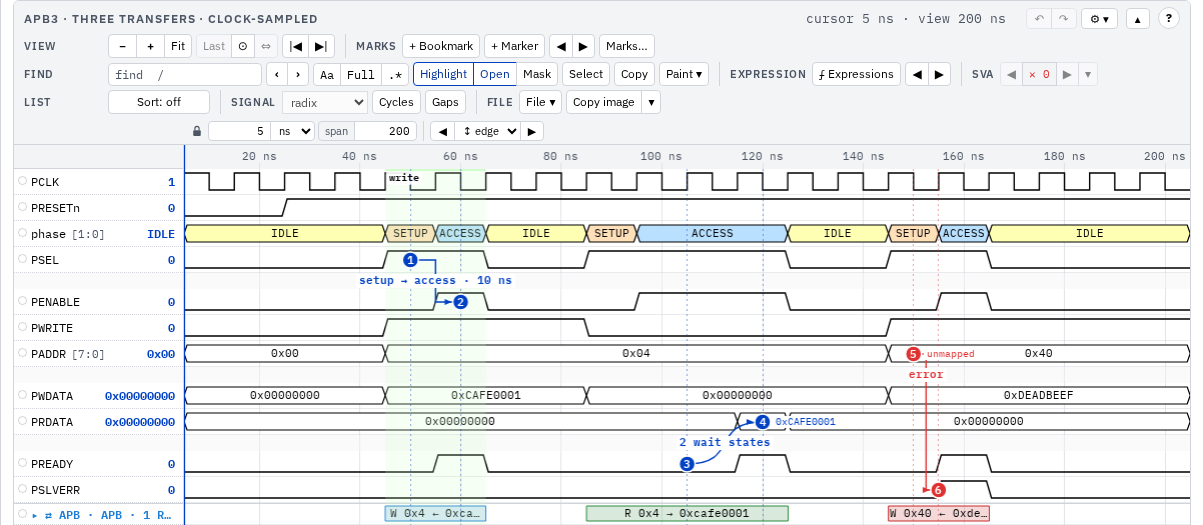 APB3 · THREE TRANSFERS · CLOCK-SAMPLED cursor 5 ns · view 200 ns ↶ ↷ ⚙ ▾ ▲ ?
VIEW − + Fit Last ⊙ ⇔ |◀ ▶| MARKS + Bookmark + Marker ◀ ▶ Marks…
FIND find / ‹ › Aa Full .* Highlight Open Mask Select Copy Paint ▾ EXPRESSION ⨍ Expressions ◀ ▶ SVA ◀ × 0 ▶ ▾
LIST Sort: off SIGNAL radix Cycles Gaps FILE File ▾ Copy image ▾
5 ns span 200 ◀ ↕ edge ▶
20 ns 40 ns 60 ns 80 ns 100 ns 120 ns 140 ns 160 ns 180 ns 200 ns
PCLK 1 write
PRESETn 0
phase [1:0] IDLE IDLE SETUP ACCESS IDLE SETUP ACCESS IDLE SETUP ACCESS IDLE
PSEL 0 1
setup → access · 10 ns
PENABLE 0 2
PWRITE 0
PADDR [7:0] 0x00 0x00 0x04 5 unmapped 0x40
error
PWDATA 0x00000000 0x00000000 0xCAFE0001 0x00000000 0xDEADBEEF
PRDATA 0x00000000 0x00000000 4 0xCAFE0001 0x00000000
2 wait states
PREADY 0 3
PSLVERR 0 6
▸ ⇄ APB · APB · 1 R… W 0x4 ← 0xca… R 0x4 → 0xcafe0001 W 0x40 ← 0xde…